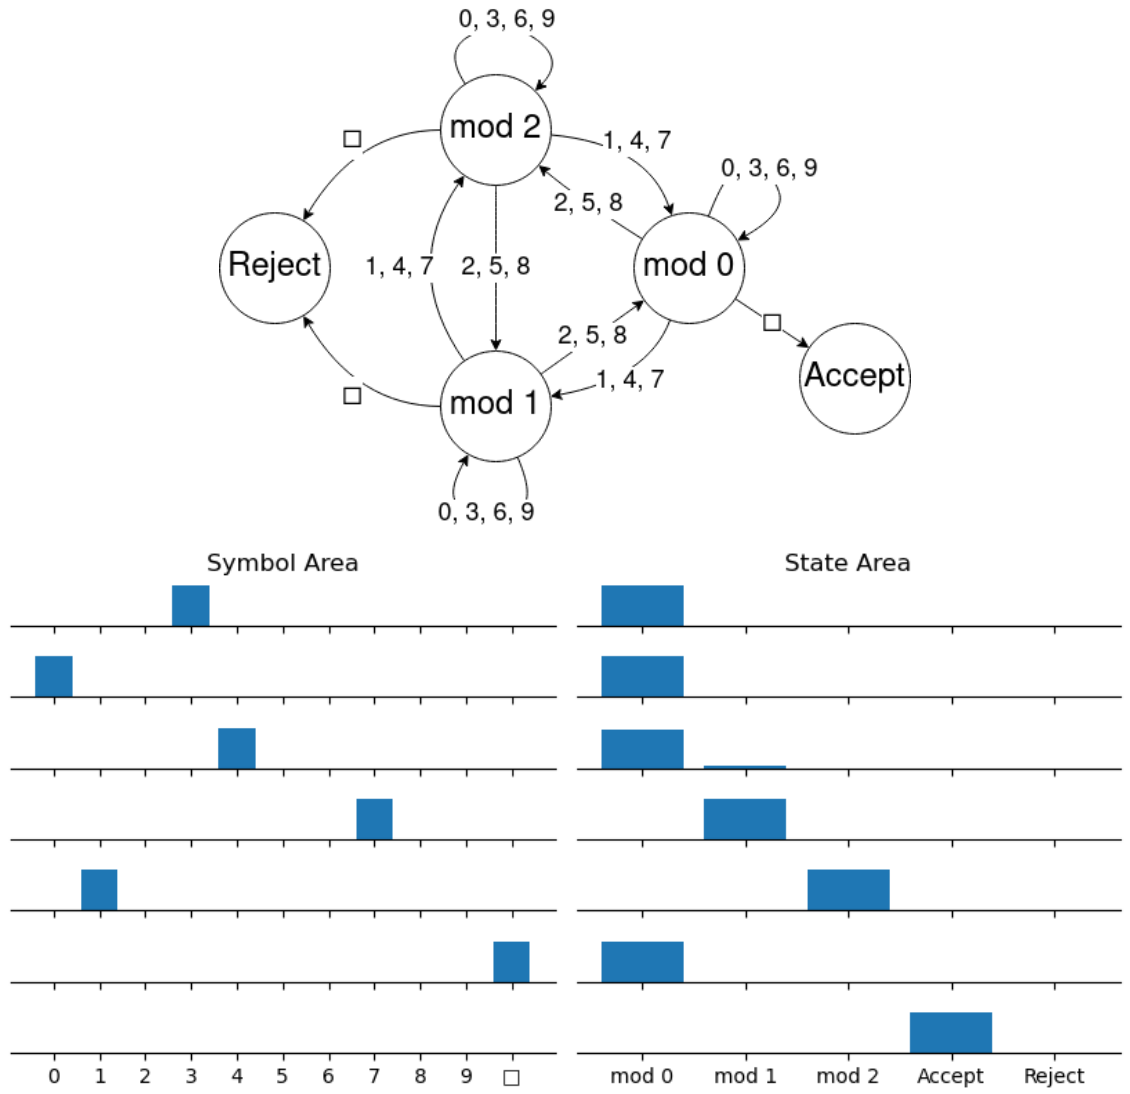 0, 3, 6, 9
mod 2
□
1, 4, 7
0, 3, 6, 9
2, 5, 8
Reject
1, 4, 7
2, 5, 8
mod 0
□
2, 5, 8
Accept
1, 4, 7
□
mod 1
0, 3, 6, 9
Symbol Area
State Area
0 1 2 3 4 5 6 7 8 9 □
mod 0 mod 1 mod 2 Accept Reject